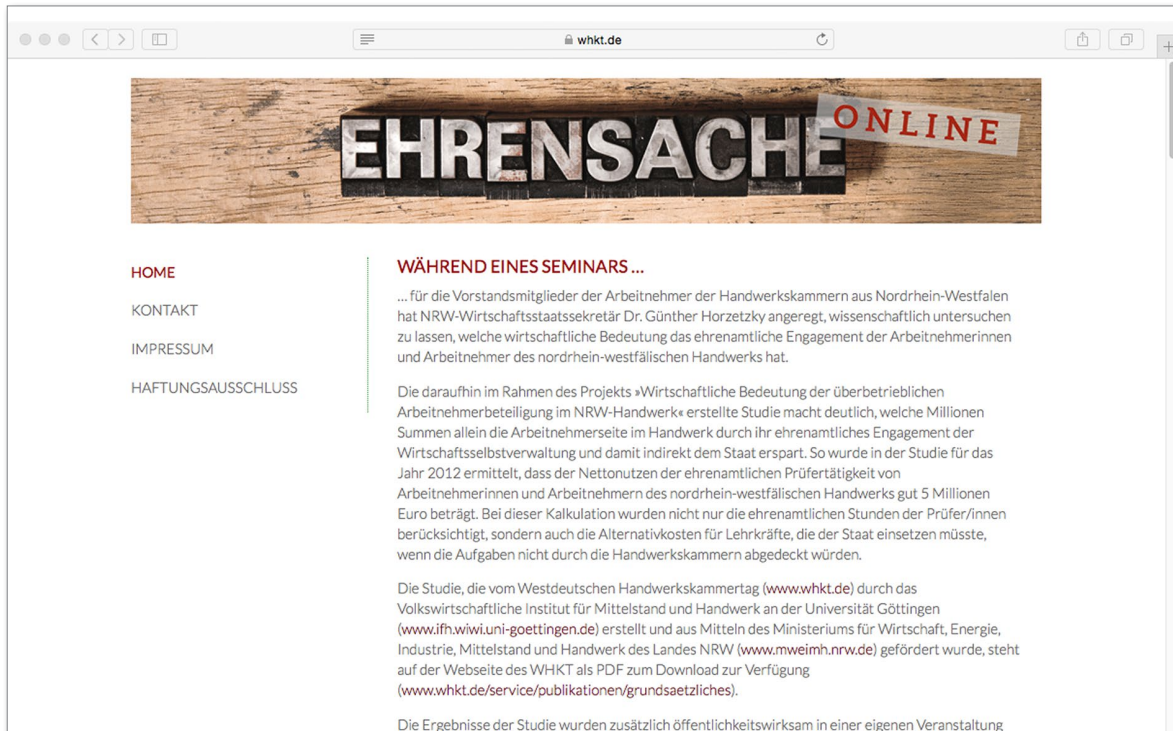 whkt.de
EHRENSACHE
ONLINE
HOME
KONTAKT
IMPRESSUM
HAFTUNGSAUSSCHLUSS
WÄHREND EINES SEMINARS ...
... für die Vorstandsmitglieder der Arbeitnehmer der Handwerkskammern aus Nordrhein-Westfalen
hat NRW-Wirtschaftsstaatssekretär Dr. Günther Horzetzky angeregt, wissenschaftlich untersuchen
zu lassen, welche wirtschaftliche Bedeutung das ehrenamtliche Engagement der Arbeitnehmerinnen
und Arbeitnehmer des nordrhein-westfälischen Handwerks hat.
Die daraufhin im Rahmen des Projekts »Wirtschaftliche Bedeutung der überbetrieblichen
Arbeitnehmerbeteiligung im NRW-Handwerk« erstellte Studie macht deutlich, welche Millionen
Summen allein die Arbeitnehmerseite im Handwerk durch ihr ehrenamtliches Engagement der
Wirtschaftsselbstverwaltung und damit indirekt dem Staat erspart. So wurde in der Studie für das
Jahr 2012 ermittelt, dass der Nettonutzen der ehrenamtlichen Prüfertätigkeit von
Arbeitnehmerinnen und Arbeitnehmern des nordrhein-westfälischen Handwerks gut 5 Millionen
Euro beträgt. Bei dieser Kalkulation wurden nicht nur die ehrenamtlichen Stunden der Prüfer/innen
berücksichtigt, sondern auch die Alternativkosten für Lehrkräfte, die der Staat einsetzen müsste,
wenn die Aufgaben nicht durch die Handwerkskammern abgedeckt würden.
Die Studie, die vom Westdeutschen Handwerkskammertag (www.whkt.de) durch das
Volkswirtschaftliche Institut für Mittelstand und Handwerk an der Universität Göttingen
(www.ifh.wiwi.uni-goettingen.de) erstellt und aus Mitteln des Ministeriums für Wirtschaft, Energie,
Industrie, Mittelstand und Handwerk des Landes NRW (www.mweimh.nrw.de) gefördert wurde, steht
auf der Webseite des WHKT als PDF zum Download zur Verfügung
(www.whkt.de/service/publikationen/grundsaetzliches).
Die Ergebnisse der Studie wurden zusätzlich öffentlichkeitswirksam in einer eigenen Veranstaltung